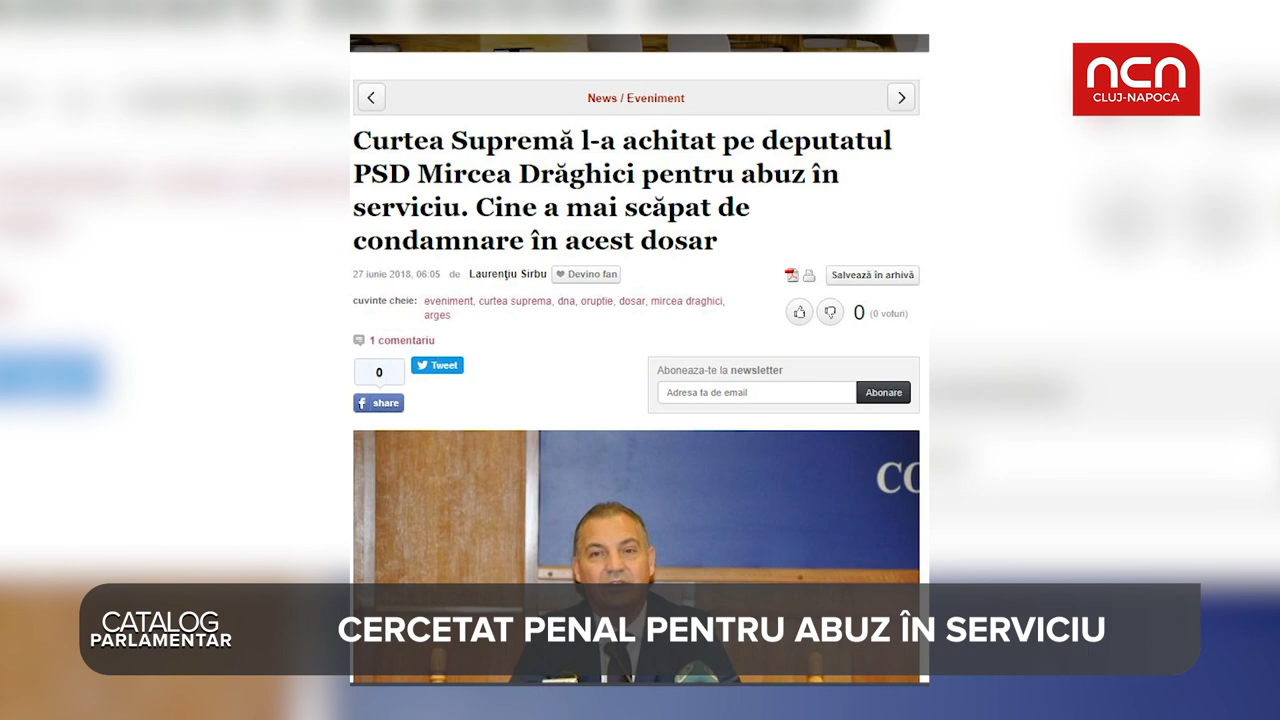 ncn
CLUJ-NAPOCA
News / Eveniment
Curtea Supremă l-a achitat pe deputatul
PSD Mircea Drăghici pentru abuz în
serviciu. Cine a mai scăpat de
condamnare în acest dosar
27 iunie 2018, 06:05 de Laurenţiu Sirbu Devino fan
Salvează în arhivă
cuvinte cheie: eveniment, curtea suprema, dna, oruptie, dosar, mircea draghici,
arges
0 (0 voturi)
1 comentariu
0
Tweet
f share
Aboneaza-te la newsletter
Adresa ta de email
Abonare
CO
CATALOG
PARLAMENTAR
CERCETAT PENAL PENTRU ABUZ ÎN SERVICIU